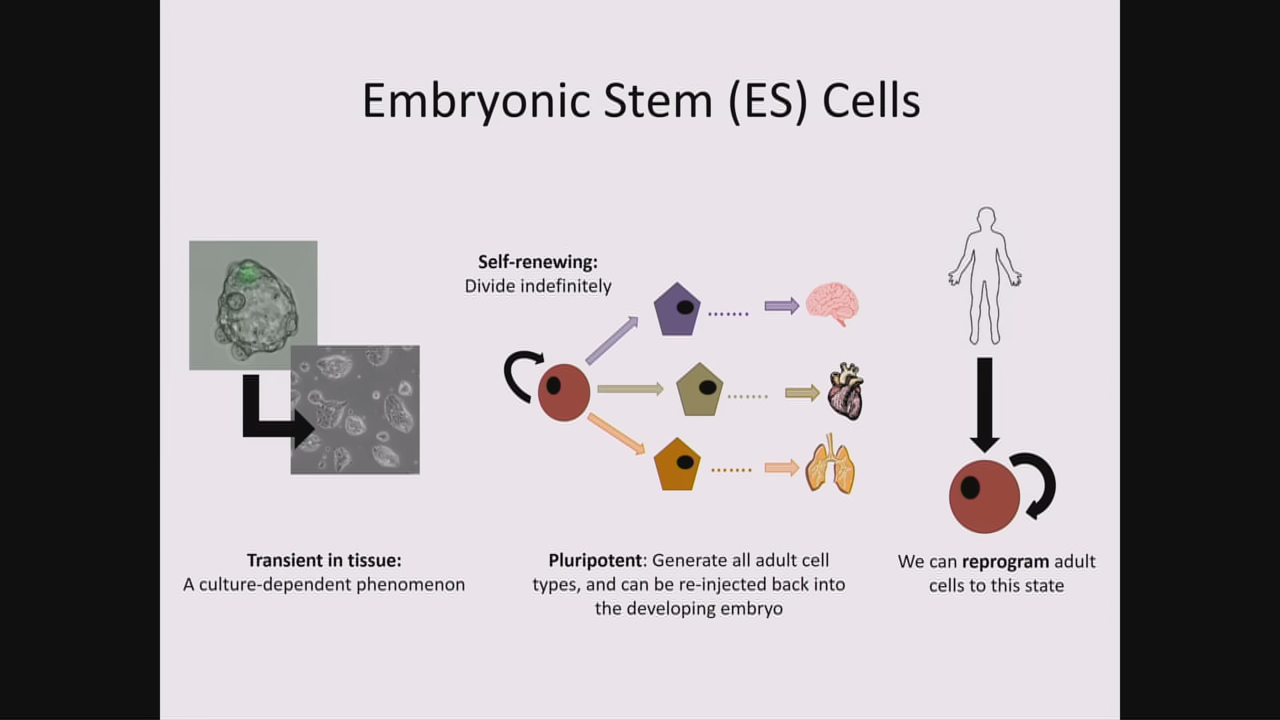 Embryonic Stem (ES) Cells
Self-renewing:
Divide indefinitely
Transient in tissue:
A culture-dependent phenomenon
Pluripotent: Generate all adult cell
types, and can be re-injected back into
the developing embryo
We can reprogram adult
cells to this state